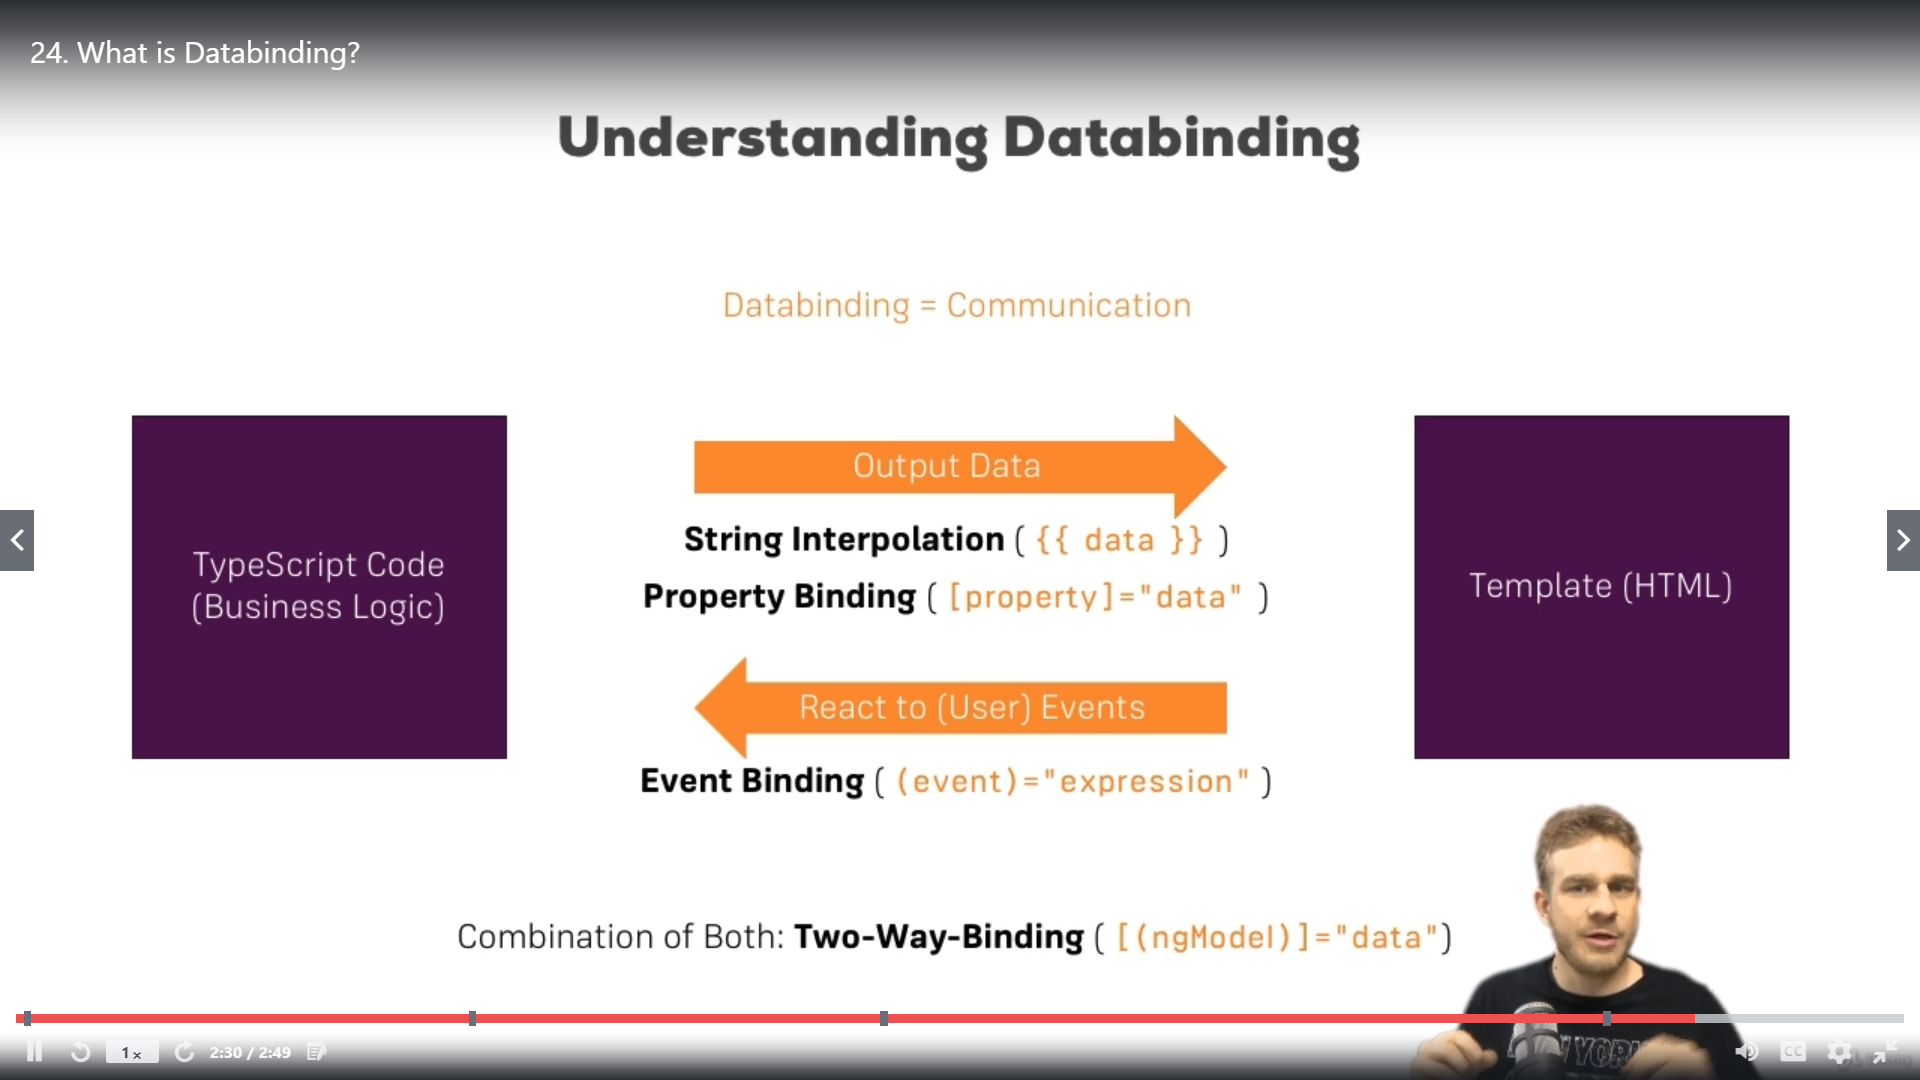 24. What is Databinding?
Understanding Databinding
Databinding = Communication
TypeScript Code
(Business Logic)
Output Data
String Interpolation ( {{ data }} )
Property Binding ( [property]="data" )
React to (User) Events
Event Binding ( (event)="expression" )
Template (HTML)
Combination of Both: Two-Way-Binding ( [(ngModel)]="data")
1x
2:30 / 2:49
CC